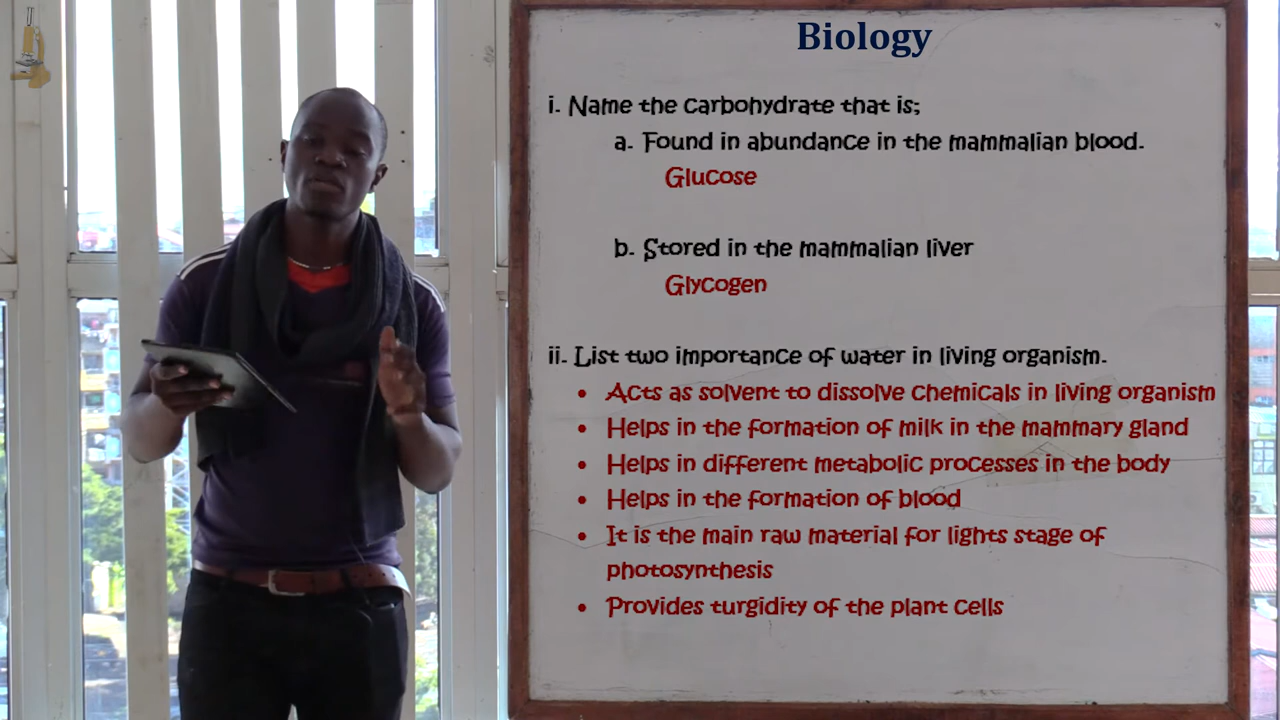 Biology
i. Name the carbohydrate that is;
a. Found in abundance in the mammalian blood.
Glucose
b. Stored in the mammalian liver
Glycogen
ii. List two importance of water in living organism.
• Acts as solvent to dissolve chemicals in living organism
• Helps in the formation of milk in the mammary gland
• Helps in different metabolic processes in the body
• Helps in the formation of blood
• It is the main raw material for lights stage of
photosynthesis
• Provides turgidity of the plant cells